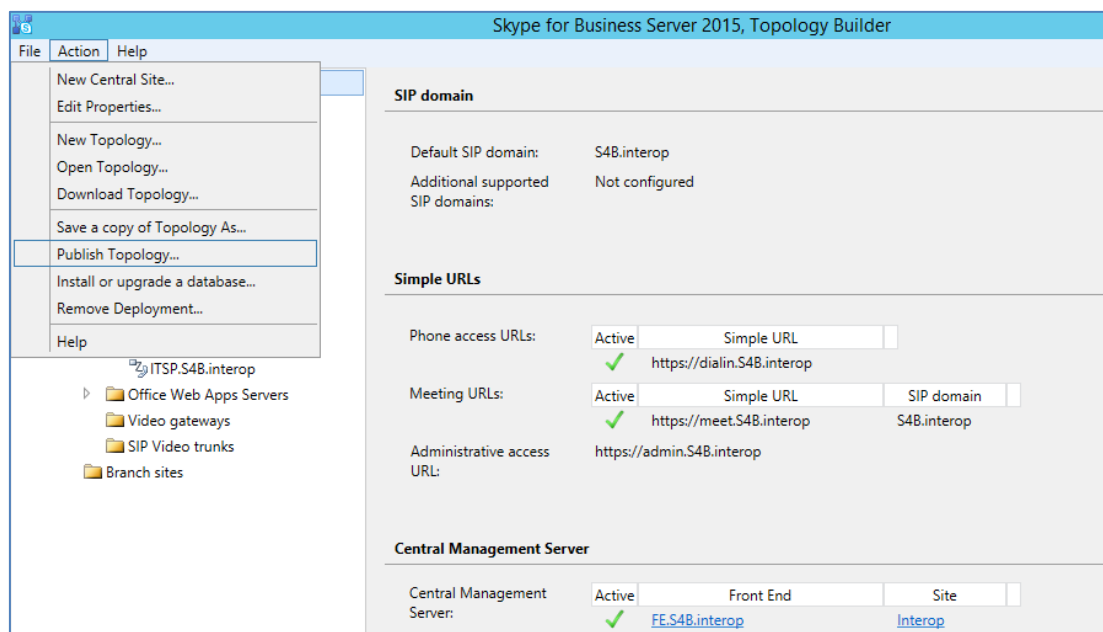 Skype for Business Server 2015, Topology Builder
File Action Help
New Central Site...
Edit Properties...
New Topology...
Open Topology...
Download Topology...
Save a copy of Topology As...
Publish Topology...
Install or upgrade a database...
Remove Deployment...
Help
ITSP.S4B.interop
Office Web Apps Servers
Video gateways
SIP Video trunks
Branch sites
SIP domain
Default SIP domain: S4B.interop
Additional supported Not configured
SIP domains:
Simple URLs
Phone access URLs: Active Simple URL
https://dialin.S4B.interop
Meeting URLs: Active Simple URL SIP domain
https://meet.S4B.interop S4B.interop
Administrative access https://admin.S4B.interop
URL:
Central Management Server
Central Management Active Front End Site
Server: FE.S4B.interop Interop